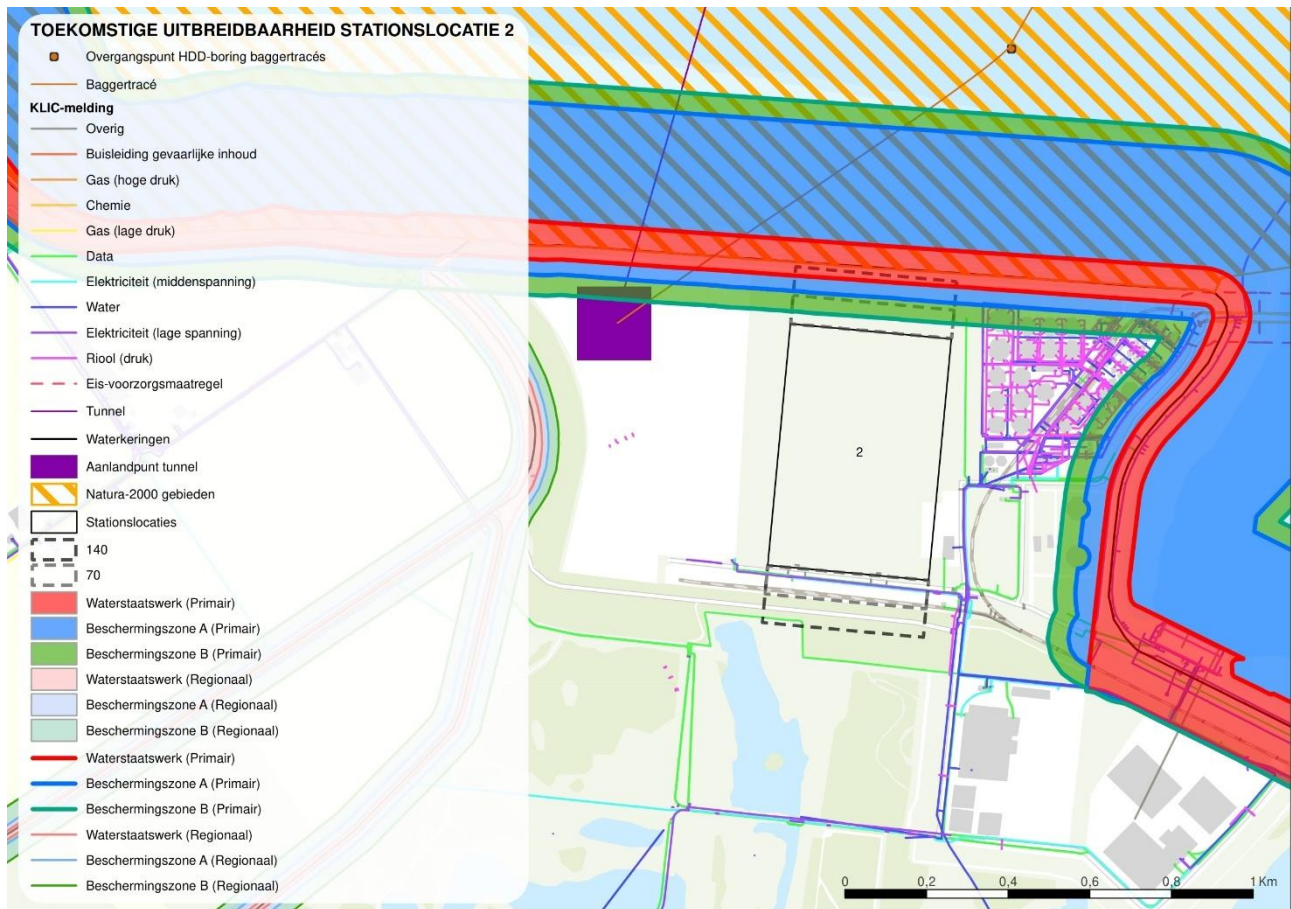 TOEKOMSTIGE UITBREIDBAARHEID STATIONSLOCATIE 2
Overgangspunt HDD-boring baggertracés
Baggertracé
KLIC-melding
Overig
Buisleiding gevaarlijke inhoud
Gas (hoge druk)
Chemie
Gas (lage druk)
Data
Elektriciteit (middenspanning)
Water
Elektriciteit (lage spanning)
Riool (druk)
Eis-voorzorgsmaatregel
Tunnel
Waterkeringen
Aanlandpunt tunnel
Natura-2000 gebieden
Stationslocaties
140
70
Waterstaatswerk (Primair)
Beschermingszone A (Primair)
Beschermingszone B (Primair)
Waterstaatswerk (Regionaal)
Beschermingszone A (Regionaal)
Beschermingszone B (Regionaal)
Waterstaatswerk (Primair)
Beschermingszone A (Primair)
Beschermingszone B (Primair)
Waterstaatswerk (Regionaal)
Beschermingszone A (Regionaal)
Beschermingszone B (Regionaal)
2
0 0,2 0,4 0,6 0,8 1 Km